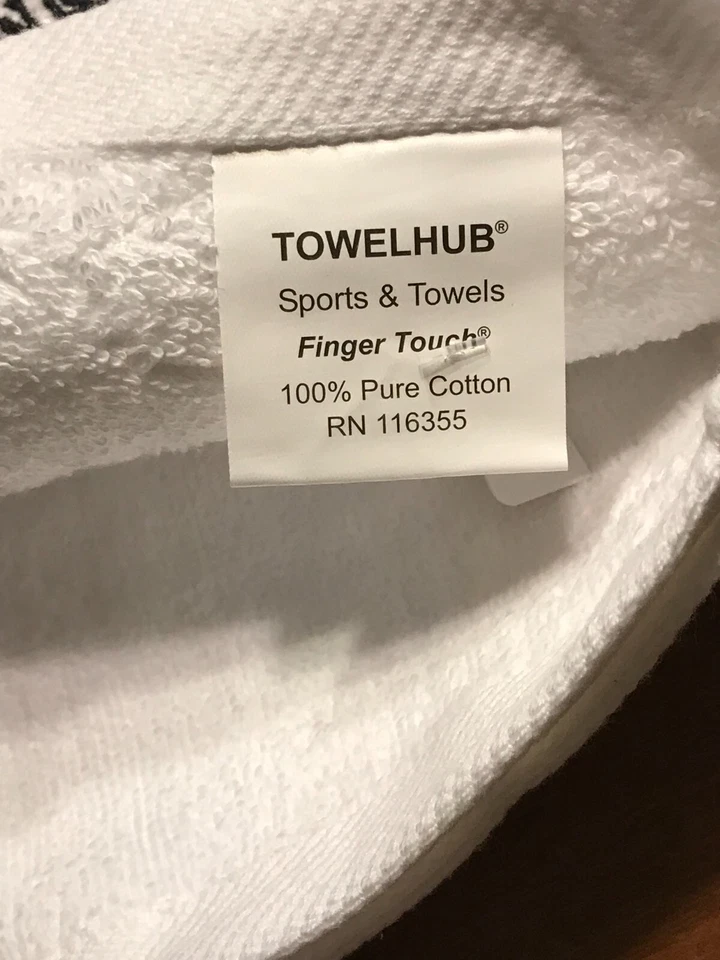 TOWELHUB®
Sports & Towels
Finger Touch®
100% Pure Cotton
RN 116355